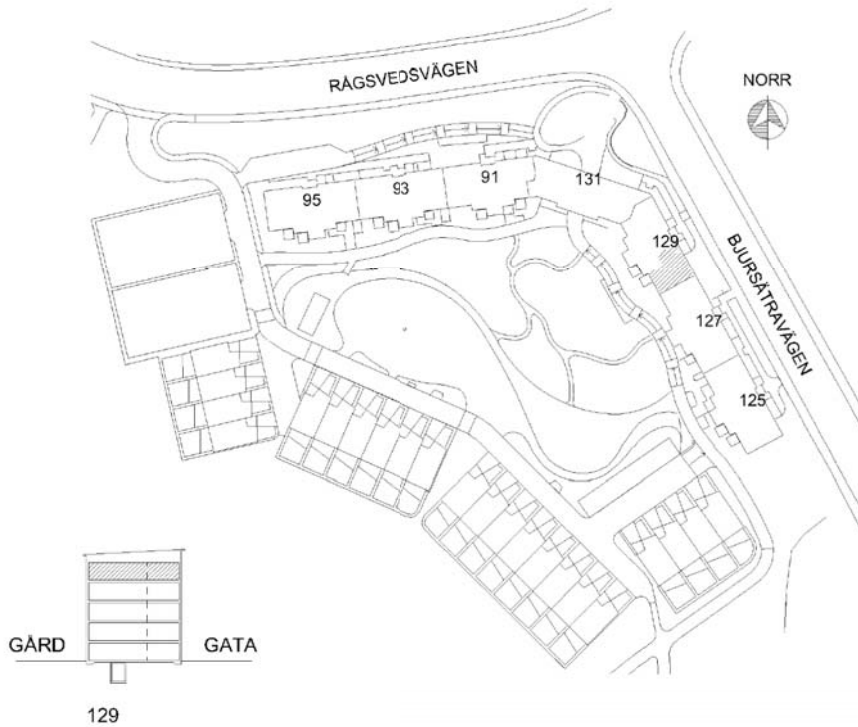 RÅGSVEDSVÄGEN
NORR
95
93
91
131
129
BJURSÄTRAVÄGEN
127
125
GÅRD
GATA
129